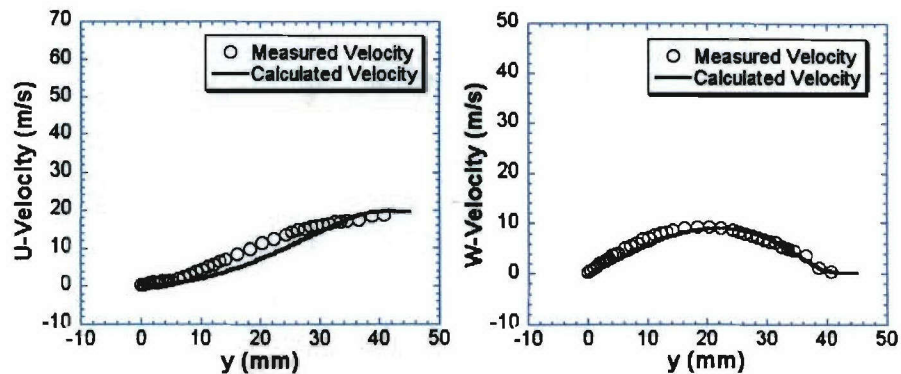 70
60
50
40
30
20
10
0
-10
U-Velocity (m/s)
Measured Velocity
Calculated Velocity
-10 0 10 20 30 40 50
y (mm)
50
40
30
20
10
0
-10
W-Velocity (m/s)
Measured Velocity
Calculated Velocity
-10 0 10 20 30 40 50
y (mm)